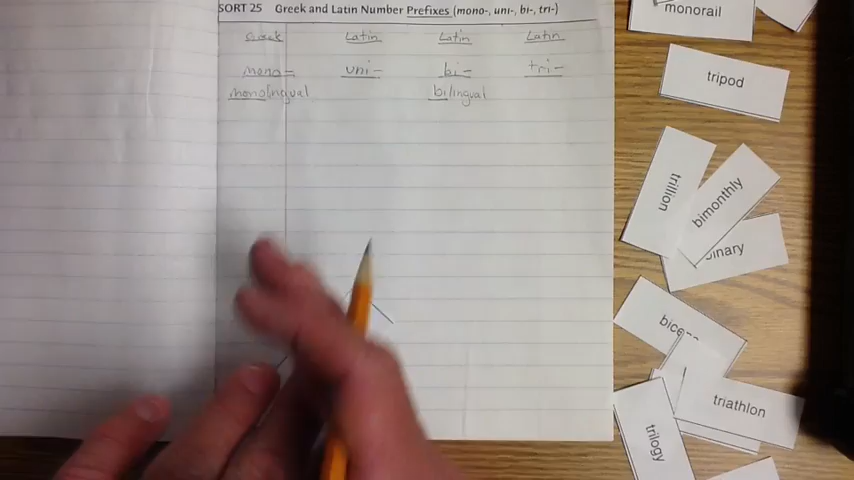 SORT 25 Greek and Latin Number Prefixes (mono-, uni-, bi-, tri-)
Greek Latin Latin Latin
mono- uni- bi- tri-
monolingual bilingual
monorail
tripod
trillion
bimonthly
binary
triathlon
trilogy